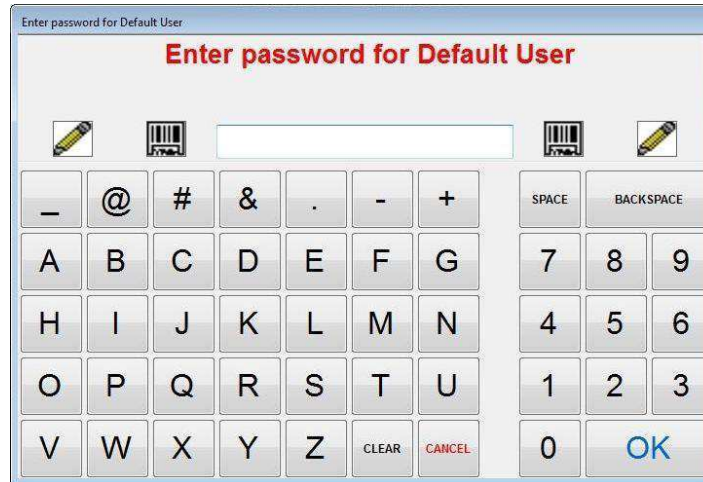 Enter password for Default User
Enter password for Default User
_ @ # & . - + SPACE BACKSPACE
A B C D E F G 7 8 9
H I J K L M N 4 5 6
O P Q R S T U 1 2 3
V W X Y Z CLEAR CANCEL 0 OK